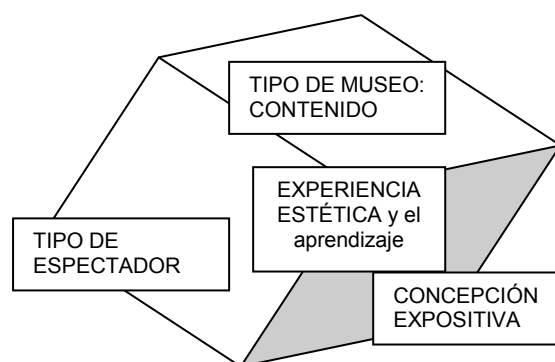 TIPO DE MUSEO:
CONTENIDO
EXPERIENCIA
ESTÉTICA y el
aprendizaje
TIPO DE
ESPECTADOR
CONCEPCIÓN
EXPOSITIVA